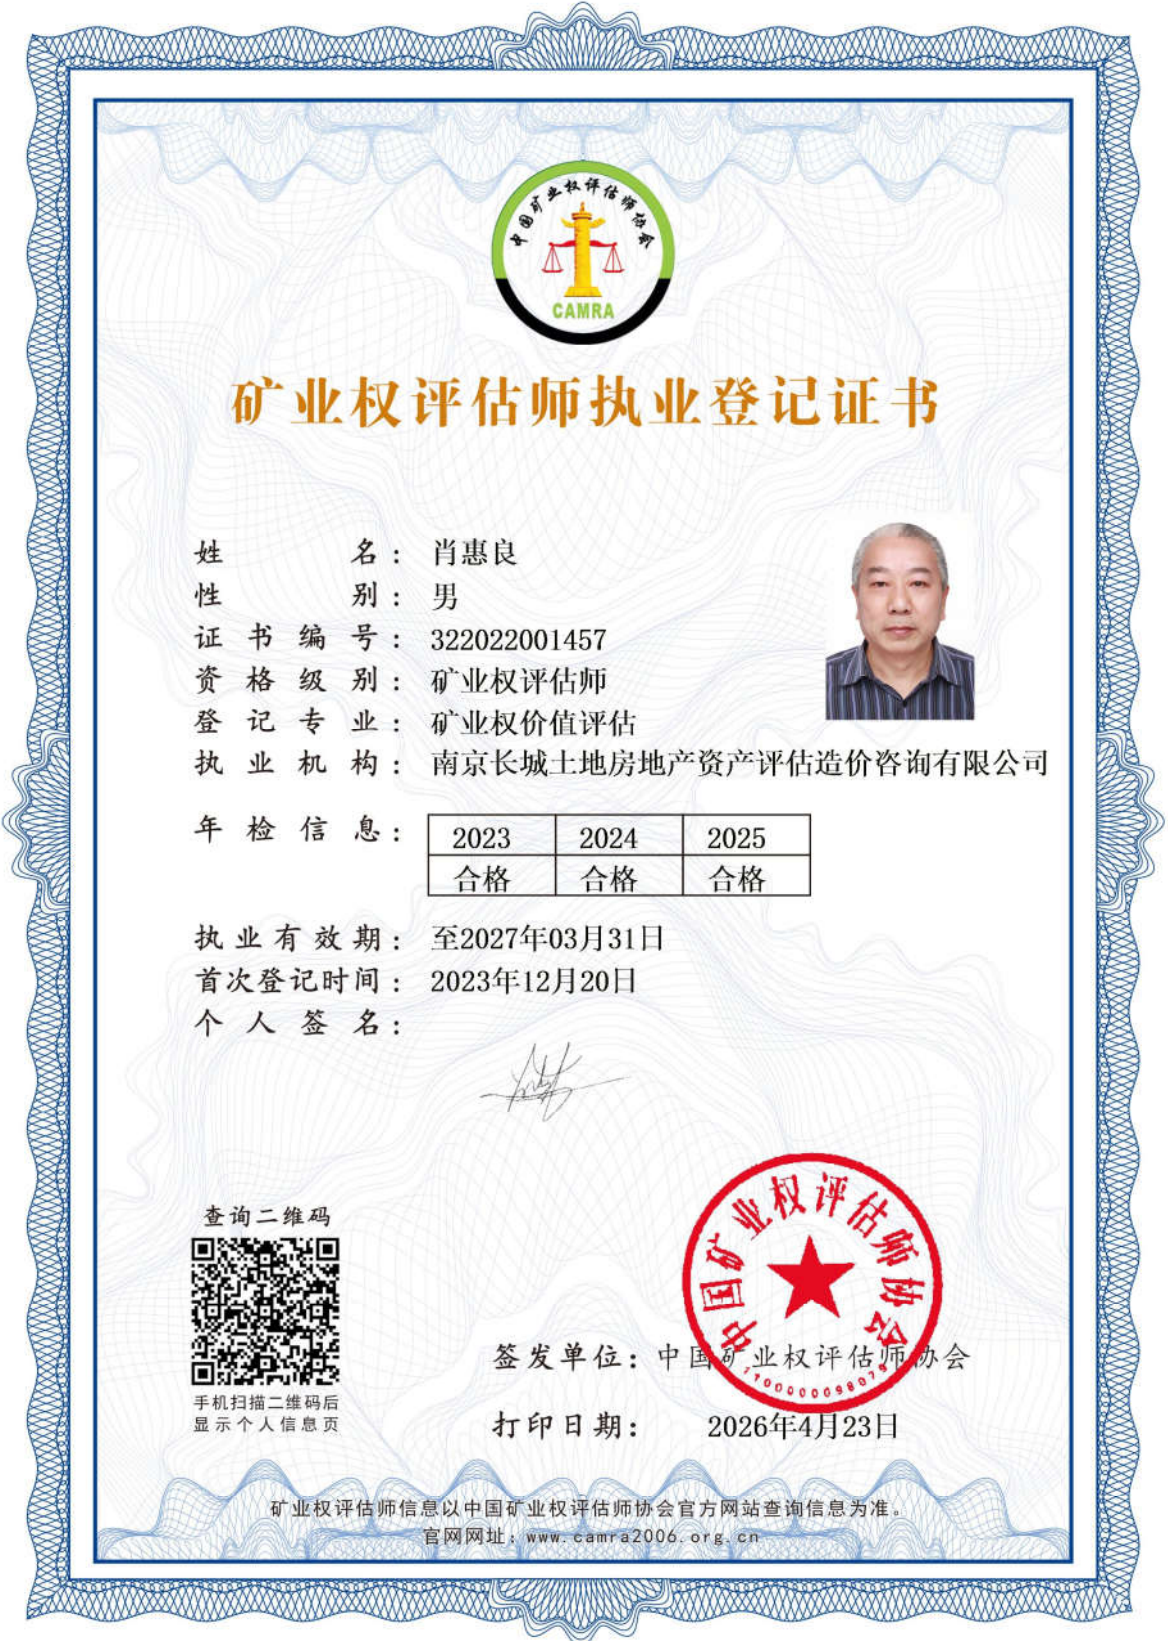 中国矿业权评估师协会
CAMRA
矿业权评估师执业登记证书
姓名：肖惠良
性别：男
证书编号：322022001457
资格级别：矿业权评估师
登记专业：矿业权价值评估
执业机构：南京长城土地房地产资产评估造价咨询有限公司
年检信息：
2023 2024 2025
合格 合格 合格
执业有效期：至2027年03月31日
首次登记时间：2023年12月20日
个人签名：
查询二维码
手机扫描二维码后
显示个人信息页
中国矿业权评估师协会
签发单位：中国矿业权评估师协会
1100000098079
打印日期：2026年4月23日
矿业权评估师信息以中国矿业权评估师协会官方网站查询信息为准。
官网网址：www.camra2006.org.cn